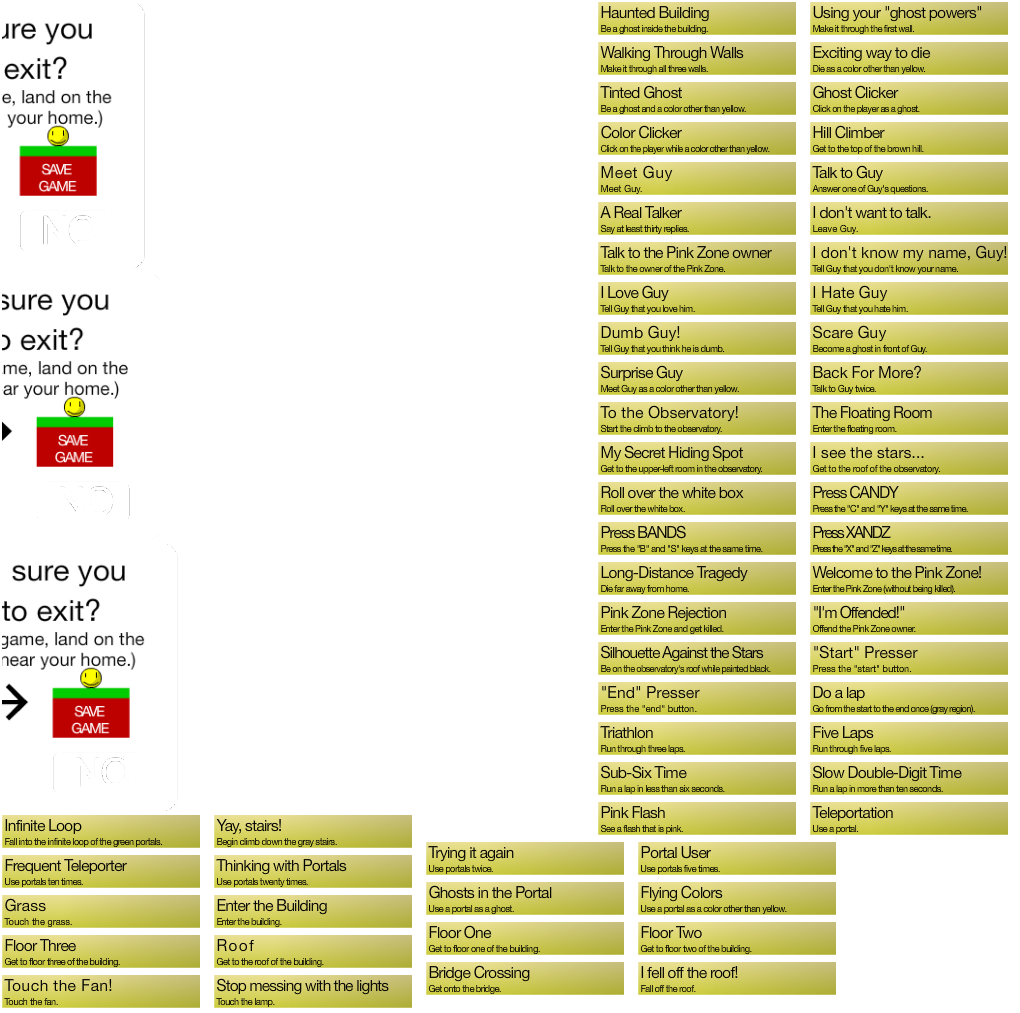 ure you
exit?
e, land on the
your home.)
SAVE
GAME
NO
sure you
o exit?
me, land on the
ar your home.)
SAVE
GAME
NO
sure you
to exit?
game, land on the
near your home.)
SAVE
GAME
NO
Haunted Building
Be a ghost inside the building.
Using your "ghost powers"
Make it through the first wall.
Walking Through Walls
Make it through all three walls.
Exciting way to die
Die as a color other than yellow.
Tinted Ghost
Be a ghost and a color other than yellow.
Ghost Clicker
Click on the player as a ghost.
Color Clicker
Click on the player while a color other than yellow.
Hill Climber
Get to the top of the brown hill.
Meet Guy
Meet Guy.
Talk to Guy
Answer one of Guy's questions.
A Real Talker
Say at least thirty replies.
I don't want to talk.
Leave Guy.
Talk to the Pink Zone owner
Talk to the owner of the Pink Zone.
I don't know my name, Guy!
Tell Guy that you don't know your name.
I Love Guy
Tell Guy that you love him.
I Hate Guy
Tell Guy that you hate him.
Dumb Guy!
Tell Guy that you think he is dumb.
Scare Guy
Become a ghost in front of Guy.
Surprise Guy
Meet Guy as a color other than yellow.
Back For More?
Talk to Guy twice.
To the Observatory!
Start the climb to the observatory.
The Floating Room
Enter the floating room.
My Secret Hiding Spot
Get to the upper-left room in the observatory.
I see the stars...
Get to the roof of the observatory.
Roll over the white box
Roll over the white box.
Press CANDY
Press the "C" and "Y" keys at the same time.
Press BANDS
Press the "B" and "S" keys at the same time.
Press XANDZ
Press the "X" and "Z" keys at the same time.
Long-Distance Tragedy
Die far away from home.
Welcome to the Pink Zone!
Enter the Pink Zone (without being killed).
Pink Zone Rejection
Enter the Pink Zone and get killed.
"I'm Offended!"
Offend the Pink Zone owner.
Silhouette Against the Stars
Be on the observatory's roof while painted black.
"Start" Presser
Press the "start" button.
"End" Presser
Press the "end" button.
Do a lap
Go from the start to the end once (gray region).
Triathlon
Run through three laps.
Five Laps
Run through five laps.
Sub-Six Time
Run a lap in less than six seconds.
Slow Double-Digit Time
Run a lap in more than ten seconds.
Pink Flash
See a flash that is pink.
Teleportation
Use a portal.
Infinite Loop
Fall into the infinite loop of the green portals.
Yay, stairs!
Begin climb down the gray stairs.
Frequent Teleporter
Use portals ten times.
Thinking with Portals
Use portals twenty times.
Grass
Touch the grass.
Enter the Building
Enter the building.
Floor Three
Get to floor three of the building.
Roof
Get to the roof of the building.
Touch the Fan!
Touch the fan.
Stop messing with the lights
Touch the lamp.
Trying it again
Use portals twice.
Portal User
Use portals five times.
Ghosts in the Portal
Use a portal as a ghost.
Flying Colors
Use a portal as a color other than yellow.
Floor One
Get to floor one of the building.
Floor Two
Get to floor two of the building.
Bridge Crossing
Get onto the bridge.
I fell off the roof!
Fall off the roof.